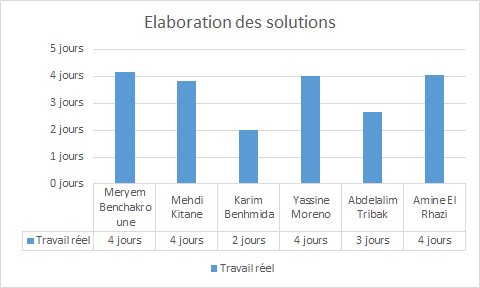 Elaboration des solutions
5 jours
4 jours
3 jours
2 jours
1 jours
0 jours
Meryem Benchakro une
Mehdi Kitane
Karim Benhmida
Yassine Moreno
Abdelalim Tribak
Amine El Rhazi
Travail réel 4 jours 4 jours 2 jours 4 jours 3 jours 4 jours
Travail réel